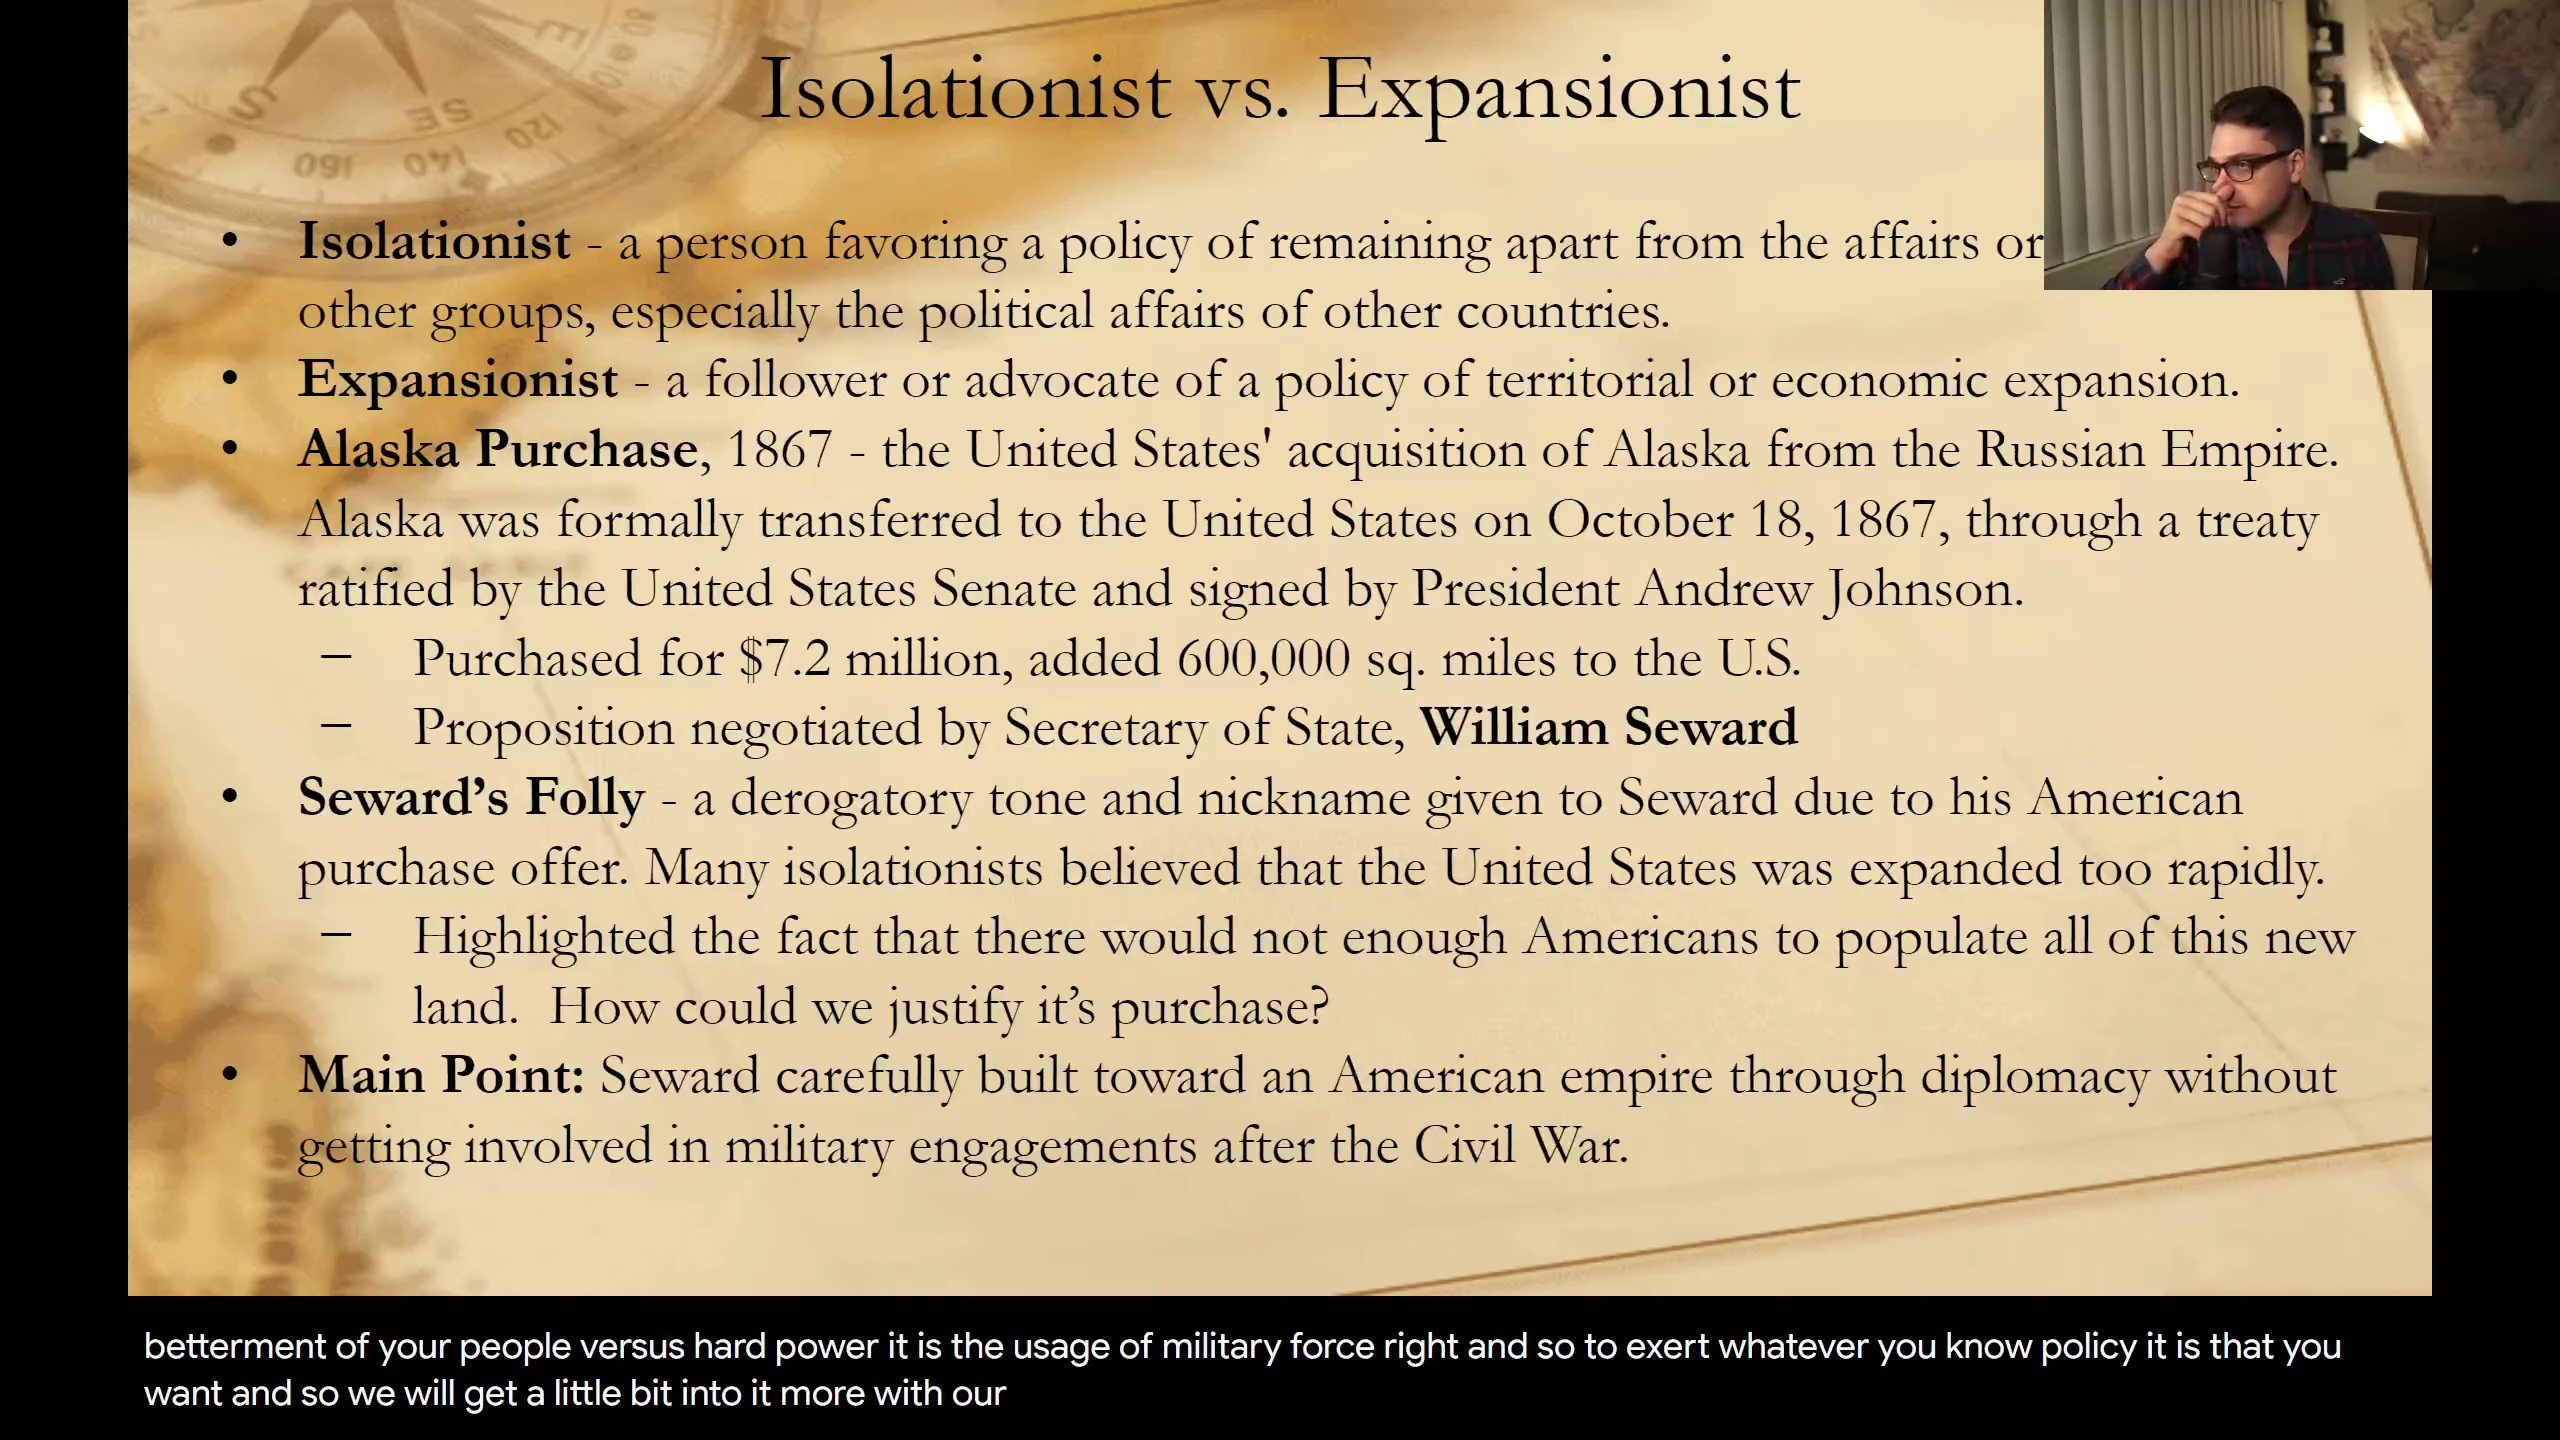 Isolationist vs. Expansionist
S
SE
E
160
140
120
• Isolationist - a person favoring a policy of remaining apart from the affairs or
other groups, especially the political affairs of other countries.
• Expansionist - a follower or advocate of a policy of territorial or economic expansion.
• Alaska Purchase, 1867 - the United States' acquisition of Alaska from the Russian Empire.
Alaska was formally transferred to the United States on October 18, 1867, through a treaty
ratified by the United States Senate and signed by President Andrew Johnson.
– Purchased for $7.2 million, added 600,000 sq. miles to the U.S.
– Proposition negotiated by Secretary of State, William Seward
• Seward’s Folly - a derogatory tone and nickname given to Seward due to his American
purchase offer. Many isolationists believed that the United States was expanded too rapidly.
– Highlighted the fact that there would not enough Americans to populate all of this new
land.  How could we justify it’s purchase?
• Main Point: Seward carefully built toward an American empire through diplomacy without
getting involved in military engagements after the Civil War.
betterment of your people versus hard power it is the usage of military force right and so to exert whatever you know policy it is that you
want and so we will get a little bit into it more with our